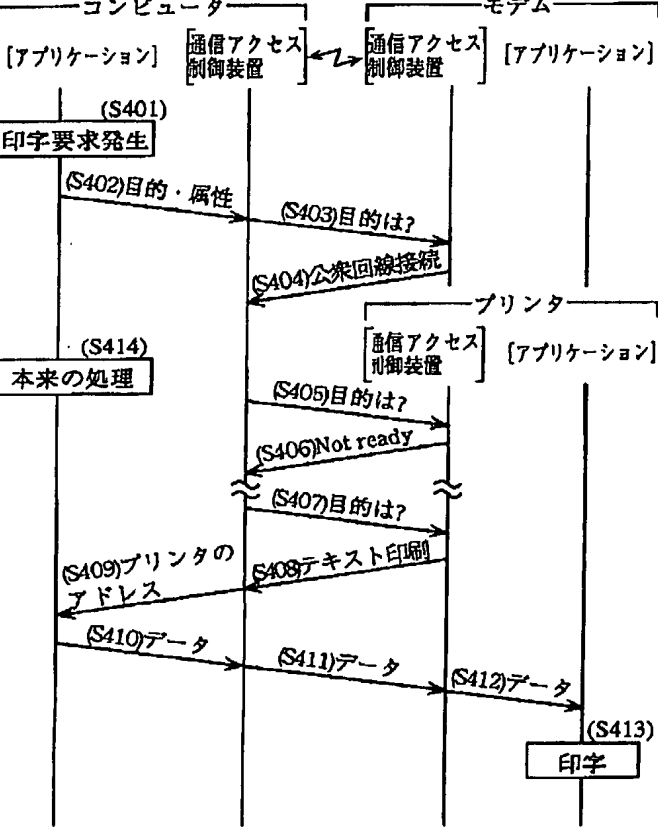 コンピュータ
モデム
[アプリケーション]
[通信アクセス
制御装置]
[通信アクセス
制御装置]
[アプリケーション]
(S401)
印字要求発生
(S402)目的・属性
(S403)目的は?
(S404)公衆回線接続
プリンタ
[通信アクセス
制御装置]
[アプリケーション]
(S414)
本来の処理
(S405)目的は?
(S406)Not ready
(S407)目的は?
(S408)テキスト印刷
(S409)プリンタの
アドレス
(S410)データ
(S411)データ
(S412)データ
(S413)
印字